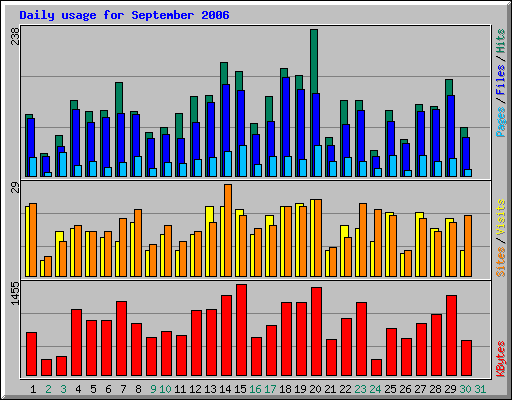 Daily usage for September 2006
238
Pages / Files / Hits
29
Sites / Visits
1455
KBytes
1 2 3 4 5 6 7 8 9 10 11 12 13 14 15 16 17 18 19 20 21 22 23 24 25 26 27 28 29 30 31